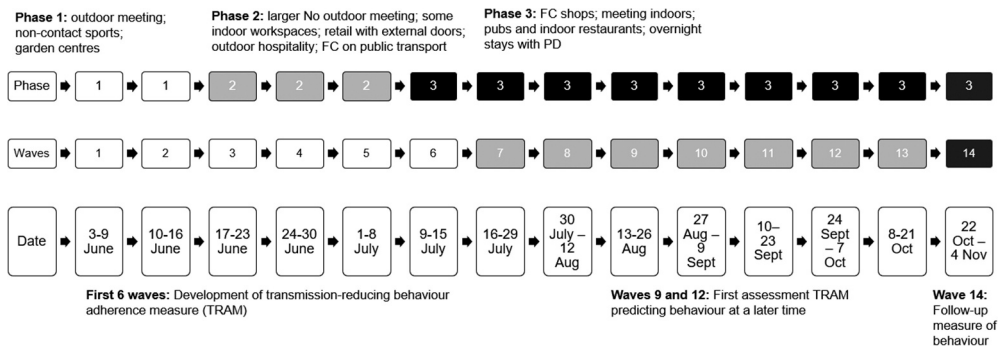 Phase 1: outdoor meeting;
non-contact sports;
garden centres
Phase 2: larger No outdoor meeting; some
indoor workspaces; retail with external doors;
outdoor hospitality; FC on public transport
Phase 3: FC shops; meeting indoors;
pubs and indoor restaurants; overnight
stays with PD
Phase 1 1 2 2 2 3 3 3 3 3 3 3 3 3
Waves 1 2 3 4 5 6 7 8 9 10 11 12 13 14
Date
3-9
June
10-16
June
17-23
June
24-30
June
1-8
July
9-15
July
16-29
July
30
July –
12
Aug
13-26
Aug
27
Aug –
9
Sept
10–
23
Sept
24
Sept
– 7
Oct
8-21
Oct
22
Oct –
4 Nov
First 6 waves: Development of transmission-reducing behaviour
adherence measure (TRAM)
Waves 9 and 12: First assessment TRAM
predicting behaviour at a later time
Wave 14:
Follow-up
measure of
behaviour